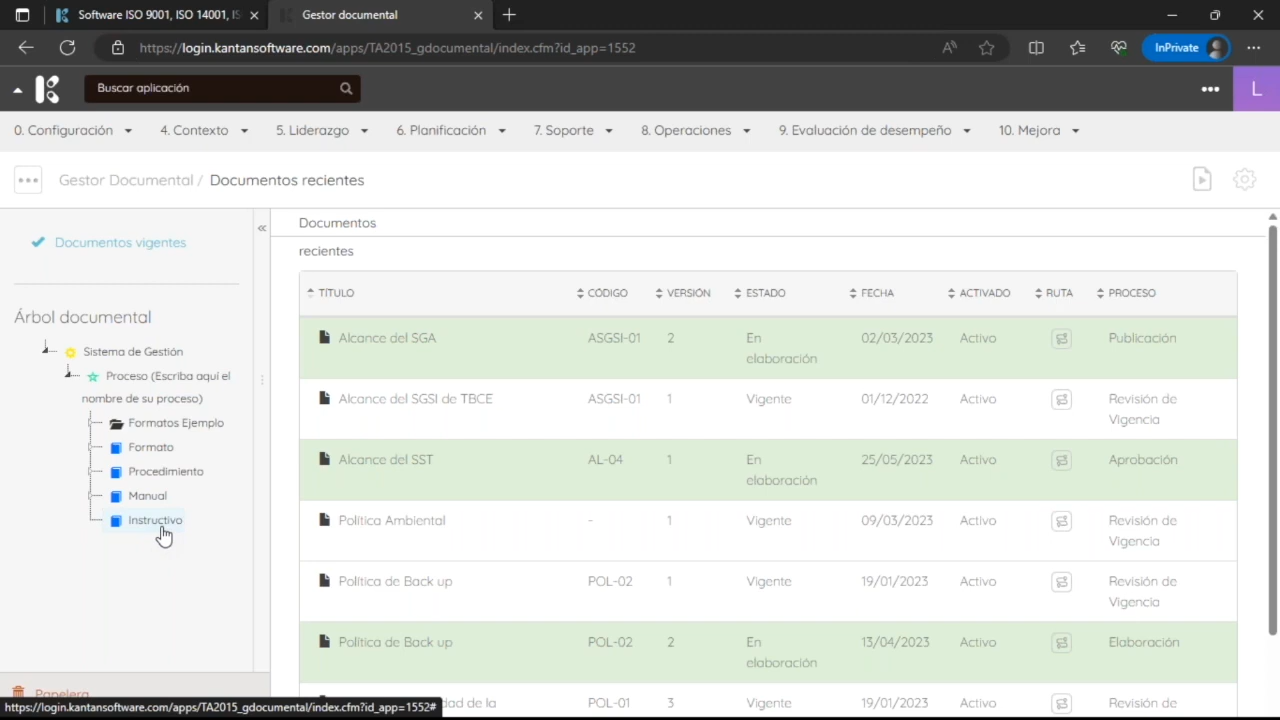 Software ISO 9001, ISO 14001, IS
Gestor documental
https://login.kantansoftware.com/apps/TA2015_gdocumental/index.cfm?id_app=1552
InPrivate
Buscar aplicación
L
0. Configuración
4. Contexto
5. Liderazgo
6. Planificación
7. Soporte
8. Operaciones
9. Evaluación de desempeño
10. Mejora
Gestor Documental / Documentos recientes
Documentos vigentes
Árbol documental
Sistema de Gestión
Proceso (Escriba aquí el
nombre de su proceso)
Formatos Ejemplo
Formato
Procedimiento
Manual
Instructivo
Papelera
Documentos
recientes
TÍTULO CÓDIGO VERSIÓN ESTADO FECHA ACTIVADO RUTA PROCESO
Alcance del SGA ASGSI-01 2 En 02/03/2023 Activo Publicación
elaboración
Alcance del SGSI de TBCE ASGSI-01 1 Vigente 01/12/2022 Activo Revisión de
Vigencia
Alcance del SST AL-04 1 En 25/05/2023 Activo Aprobación
elaboración
Política Ambiental - 1 Vigente 09/03/2023 Activo Revisión de
Vigencia
Política de Back up POL-02 1 Vigente 19/01/2023 Activo Revisión de
Vigencia
Política de Back up POL-02 2 En 13/04/2023 Activo Elaboración
elaboración
dad de la POL-01 3 Vigente 19/01/2023 Activo Revisión de
https://login.kantansoftware.com/apps/TA2015_gdocumental/index.cfm?id_app=1552#